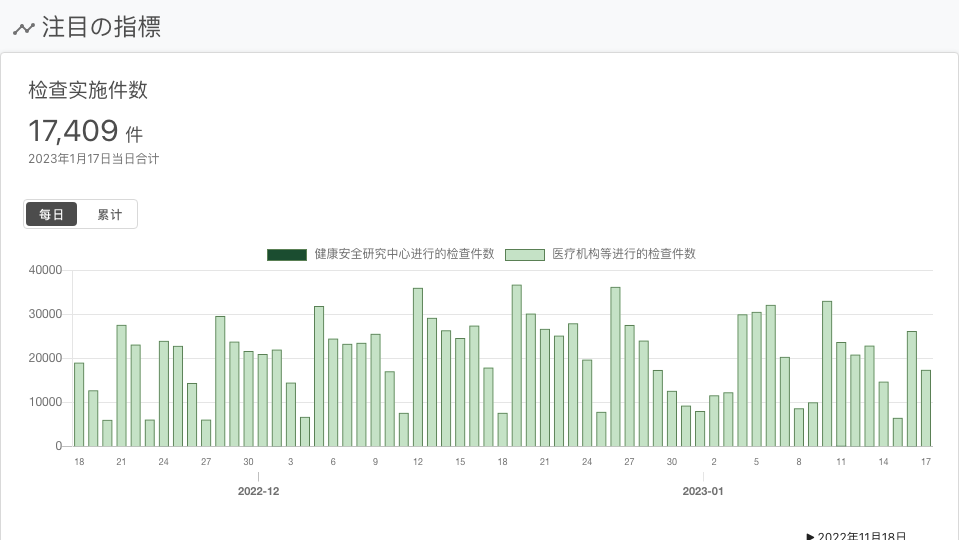 注目の指標
检查实施件数
17,409 件
2023年1月17日当日合计
每日 累计
健康安全研究中心进行的检查件数 医疗机构等进行的检查件数
40000
30000
20000
10000
0
18 21 24 27 30 3 6 9 12 15 18 21 24 27 30 2 5 8 11 14 17
2022-12 2023-01
▶ 2022年11月18日